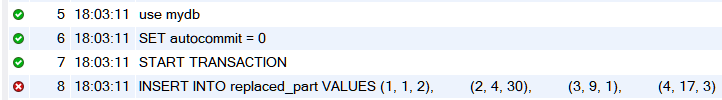 5 18:03:11 use mydb
6 18:03:11 SET autocommit = 0
7 18:03:11 START TRANSACTION
8 18:03:11 INSERT INTO replaced_part VALUES (1, 1, 2), (2, 4, 30), (3, 9, 1), (4, 17, 3)